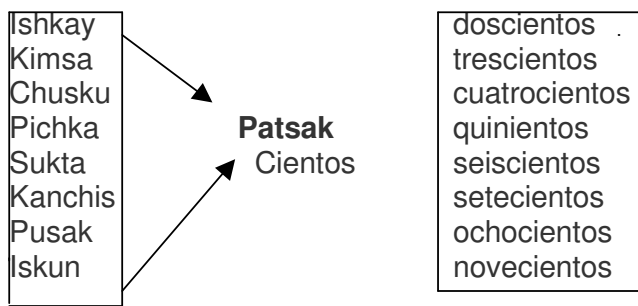 Ishkay
Kimsa
Chusku
Pichka
Sukta
Kanchis
Pusak
Iskun
Patsak
Cientos
doscientos
trescientos
cuatrocientos
quinientos
seiscientos
setecientos
ochocientos
novecientos